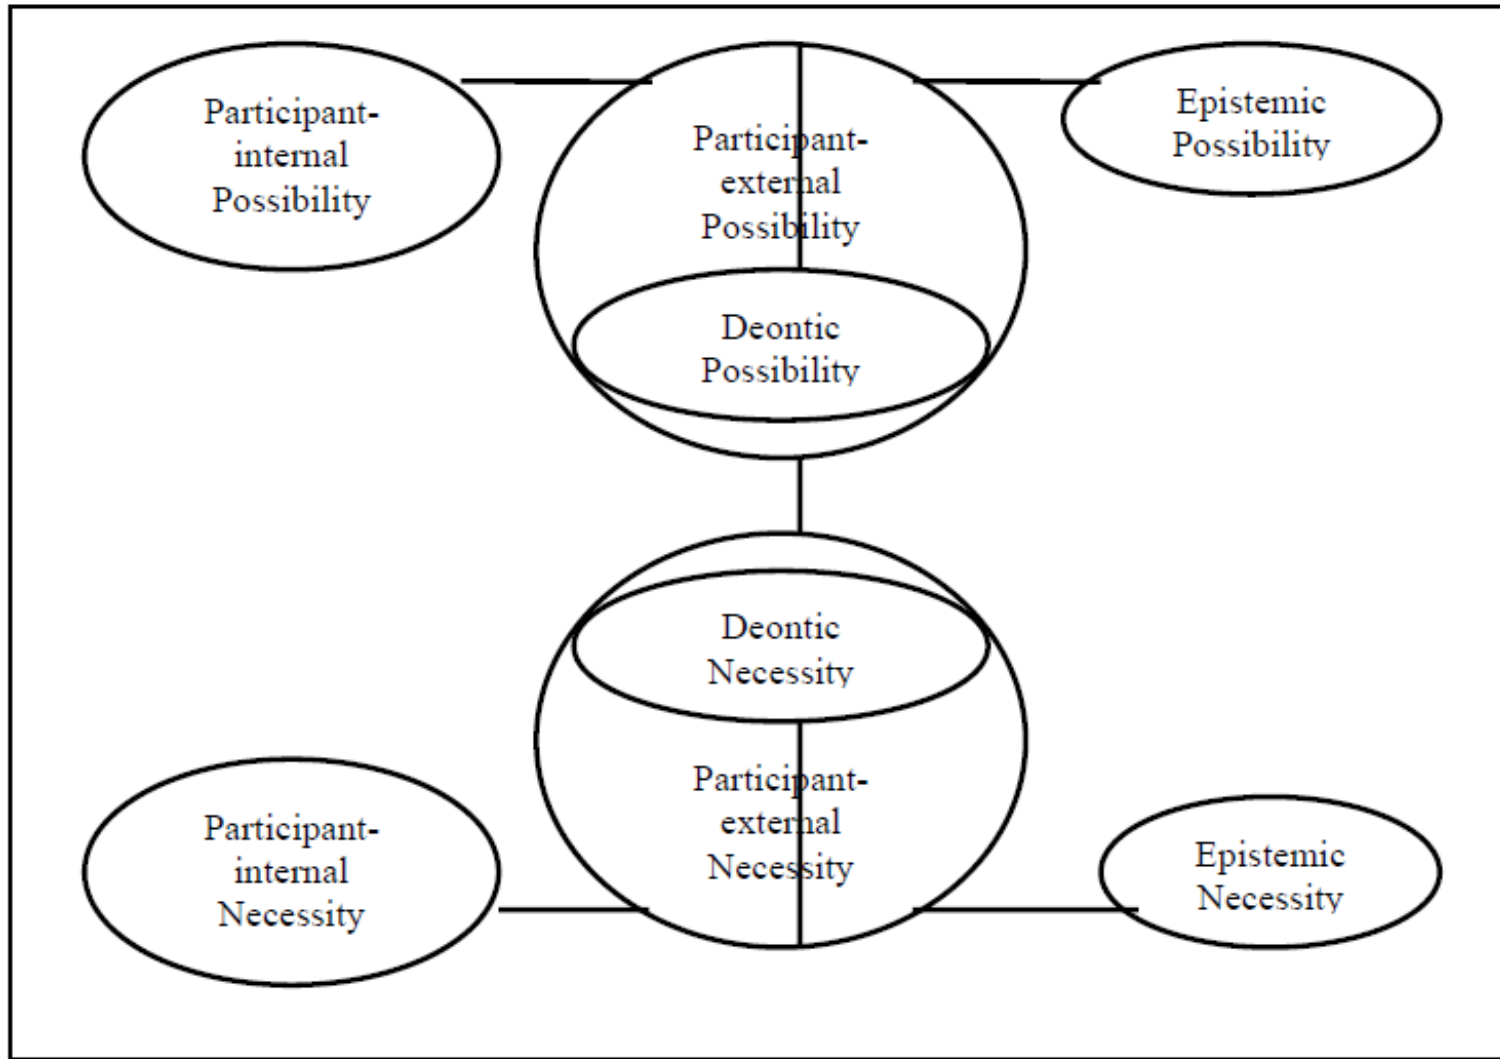 Participant-
internal
Possibility
Participant-
external
Possibility
Epistemic
Possibility
Deontic
Possibility
Deontic
Necessity
Participant-
internal
Necessity
Participant-
external
Necessity
Epistemic
Necessity